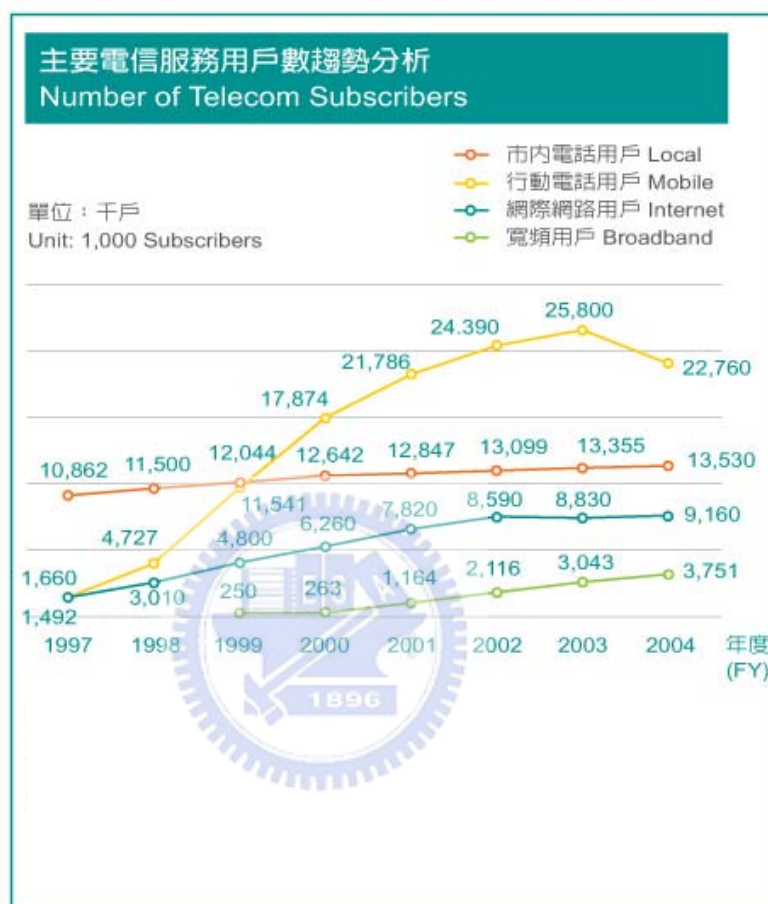 主要電信服務用戶數趨勢分析
Number of Telecom Subscribers
市內電話用戶 Local
行動電話用戶 Mobile
網際網路用戶 Internet
寬頻用戶 Broadband
單位：千戶
Unit: 1,000 Subscribers
25,800
24.390
21,786
22,760
17,874
10,862 11,500 12,044 12,642 12,847 13,099 13,355 13,530
11,541
4,727 4,800 6,260 7,820 8,590 8,830 9,160
1,660 3,010 250 263 1,164 2,116 3,043 3,751
1,492
1997 1998 1999 2000 2001 2002 2003 2004 年度
(FY)
1896